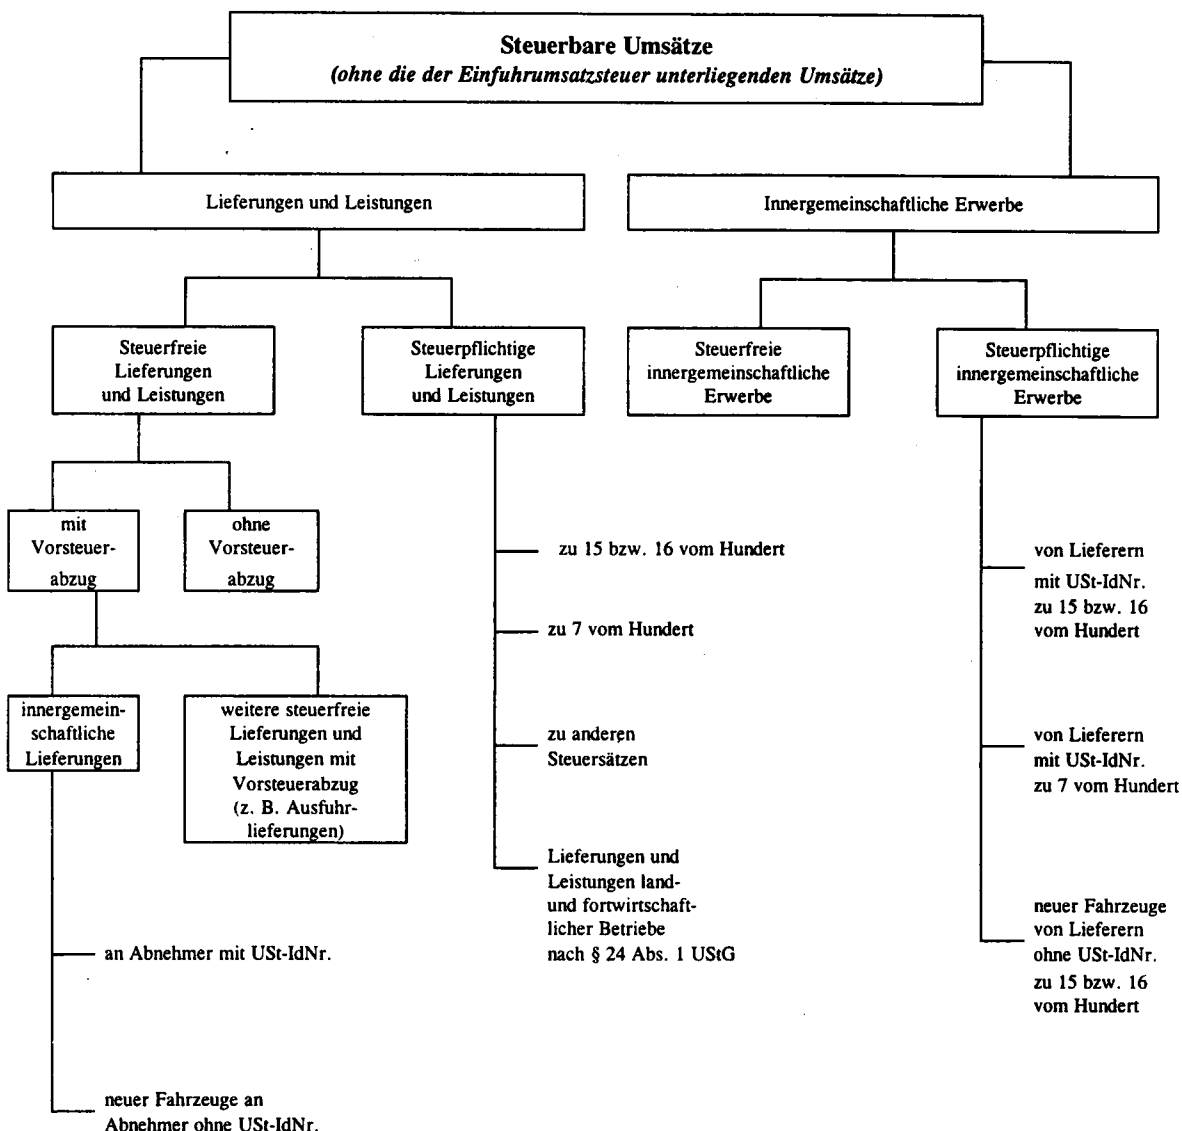 Steuerbare Umsätze
(ohne die der Einfuhrumsatzsteuer unterliegenden Umsätze)
Lieferungen und Leistungen
Innergemeinschaftliche Erwerbe
Steuerfreie
Lieferungen
und Leistungen
Steuerpflichtige
Lieferungen
und Leistungen
Steuerfreie
innergemeinschaftliche
Erwerbe
Steuerpflichtige
innergemeinschaftliche
Erwerbe
mit
Vorsteuer-
abzug
ohne
Vorsteuer-
abzug
innergemein-
schaftliche
Lieferungen
weitere steuerfreie
Lieferungen und
Leistungen mit
Vorsteuerabzug
(z. B. Ausfuhr-
lieferungen)
an Abnehmer mit USt-IdNr.
neuer Fahrzeuge an
Abnehmer ohne USt-IdNr.
zu 15 bzw. 16 vom Hundert
zu 7 vom Hundert
zu anderen
Steuersätzen
Lieferungen und
Leistungen land-
und fortwirtschaft-
licher Betriebe
nach § 24 Abs. 1 UStG
von Lieferern
mit USt-IdNr.
zu 15 bzw. 16
vom Hundert
von Lieferern
mit USt-IdNr.
zu 7 vom Hundert
neuer Fahrzeuge
von Lieferern
ohne USt-IdNr.
zu 15 bzw. 16
vom Hundert